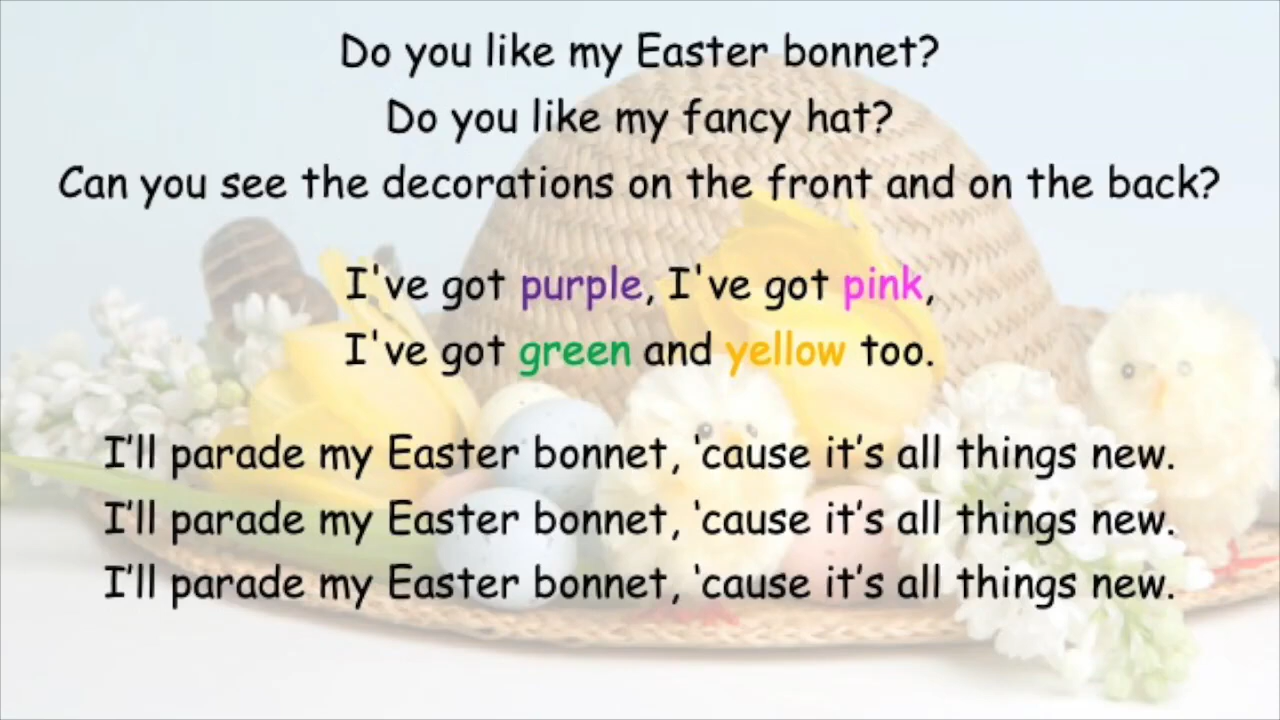 Do you like my Easter bonnet?
Do you like my fancy hat?
Can you see the decorations on the front and on the back?
I've got purple, I've got pink,
I've got green and yellow too.
I’ll parade my Easter bonnet, ‘cause it’s all things new.
I’ll parade my Easter bonnet, ‘cause it’s all things new.
I’ll parade my Easter bonnet, ‘cause it’s all things new.